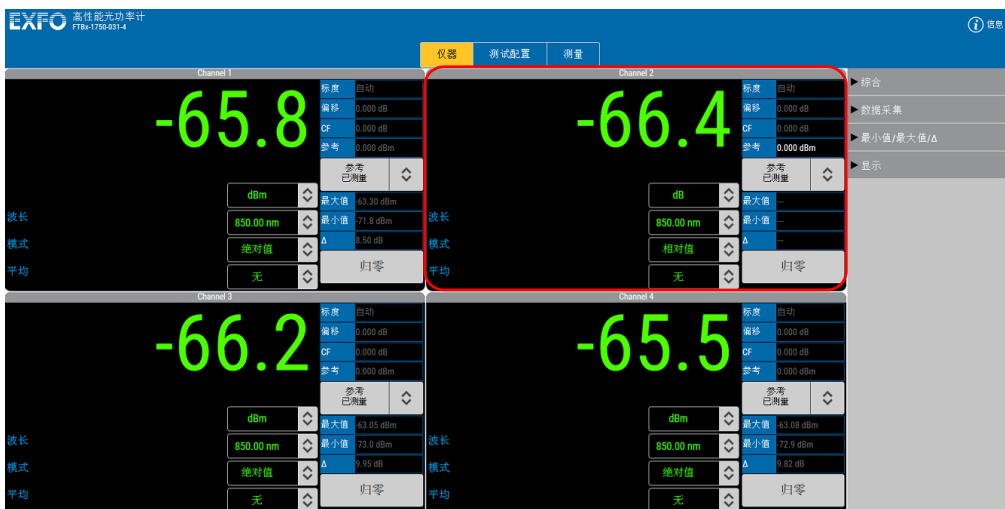 EXFO 高性能光功率计
FTBx-1750-031-4
信息
仪器 测试配置 测量
Channel 1
-65.8
标度 自动
偏移 0.000 dB
CF 0.000 dB
参考 0.000 dBm
参考
已测量
dBm
最大值 -63.30 dBm
波长 850.00 nm
最小值 -71.8 dBm
模式 绝对值
Δ 8.50 dB
平均 无
归零
Channel 2
-66.4
标度 自动
偏移 0.000 dB
CF 0.000 dB
参考 0.000 dBm
参考
已测量
dB
最大值 --
波长 850.00 nm
最小值 --
模式 相对值
Δ --
平均 无
归零
综合
数据采集
最小值/最大值/Δ
显示
Channel 3
-66.2
标度 自动
偏移 0.000 dB
CF 0.000 dB
参考 0.000 dBm
参考
已测量
dBm
最大值 -63.05 dBm
波长 850.00 nm
最小值 -73.0 dBm
模式 绝对值
Δ 9.95 dB
平均 无
归零
Channel 4
-65.5
标度 自动
偏移 0.000 dB
CF 0.000 dB
参考 0.000 dBm
参考
已测量
dBm
最大值 -63.08 dBm
波长 850.00 nm
最小值 -72.9 dBm
模式 绝对值
Δ 9.82 dB
平均 无
归零